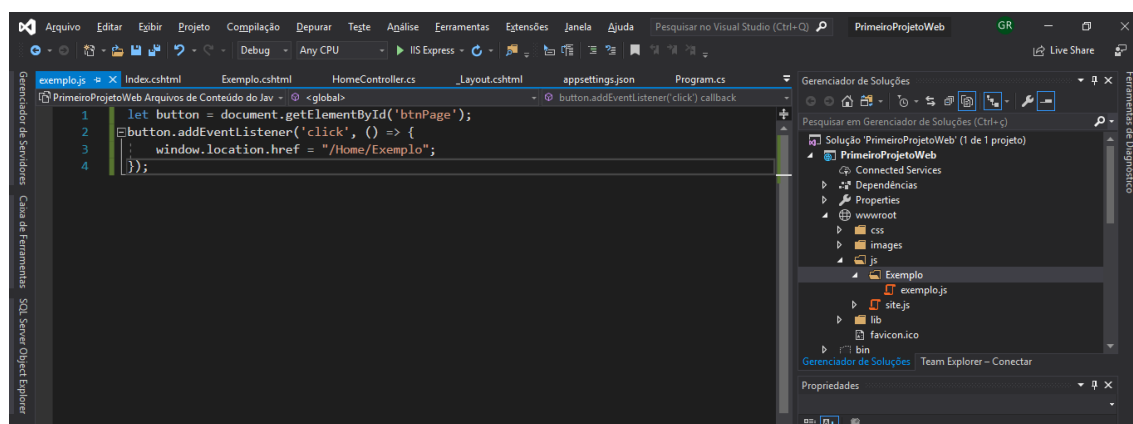 Arquivo Editar Exibir Projeto Compilação Depurar Teste Análise Ferramentas Extensões Janela Ajuda Pesquisar no Visual Studio (Ctrl+Q) PrimeiroProjetoWeb GR
Debug Any CPU IIS Express Live Share
exemplo.js Index.cshtml Exemplo.cshtml HomeController.cs _Layout.cshtml appsettings.json Program.cs
PrimeiroProjetoWeb Arquivos de Conteúdo do Jav <global> button.addEventListener('click') callback
1 let button = document.getElementById('btnPage');
2 button.addEventListener('click', () => {
3 window.location.href = "/Home/Exemplo";
4 });
Gerenciador de Servidores
Caixa de Ferramentas
SQL Server Object Explorer
Gerenciador de Soluções
Pesquisar em Gerenciador de Soluções (Ctrl+ç)
Solução 'PrimeiroProjetoWeb' (1 de 1 projeto)
PrimeiroProjetoWeb
Connected Services
Dependências
Properties
wwwroot
css
images
js
Exemplo
exemplo.js
site.js
lib
favicon.ico
bin
Gerenciador de Soluções Team Explorer – Conectar
Propriedades
Ferramentas de Diagnóstico